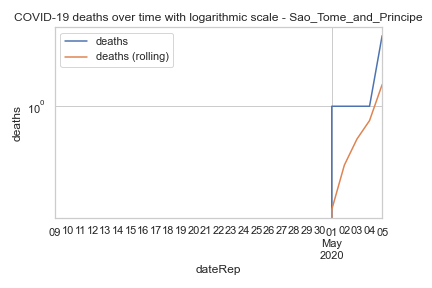 COVID-19 deaths over time with logarithmic scale - Sao_Tome_and_Principe
deaths
deaths (rolling)
10^0
deaths
09 10 11 12 13 14 15 16 17 18 19 20 21 22 23 24 25 26 27 28 29 30 01 02 03 04 05
May
2020
dateRep